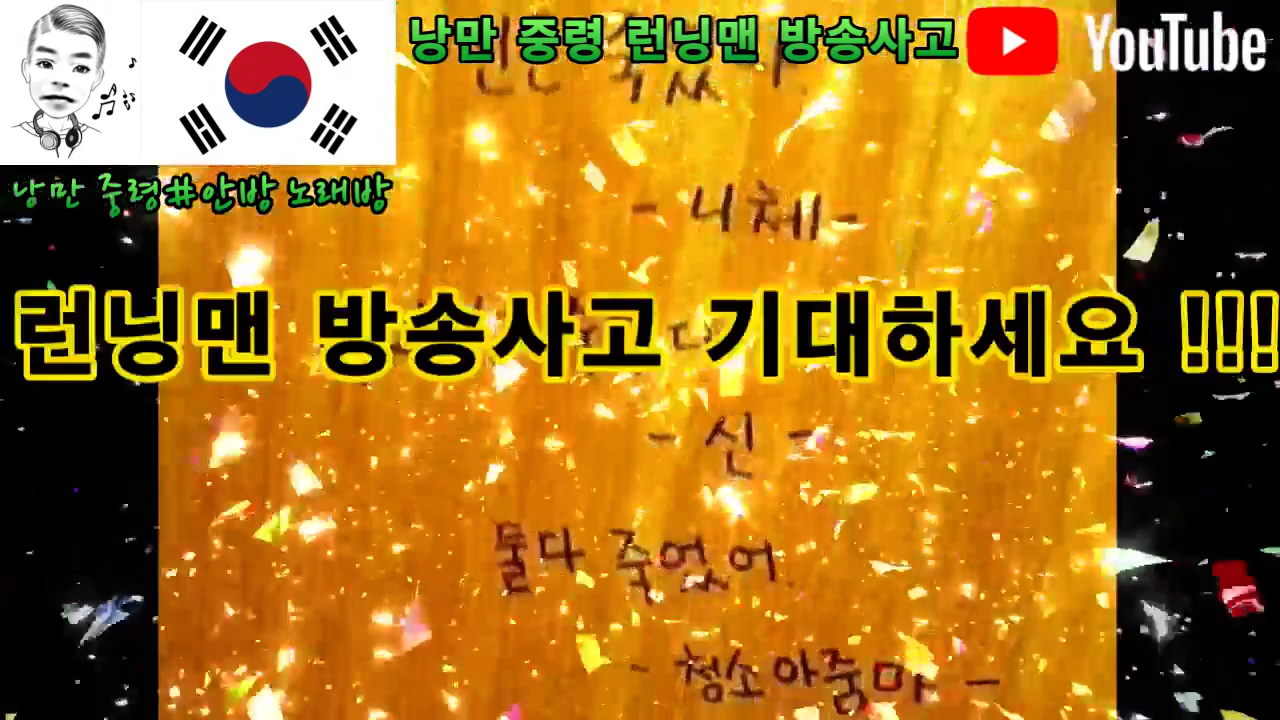 낭만 중령 런닝맨 방송사고
YouTube
낭만 중령#안방 노래방
- 니체 -
런닝맨 방송사고 기대하세요 !!!
- 신 -
물다 죽었어
- 청소아줌마 -